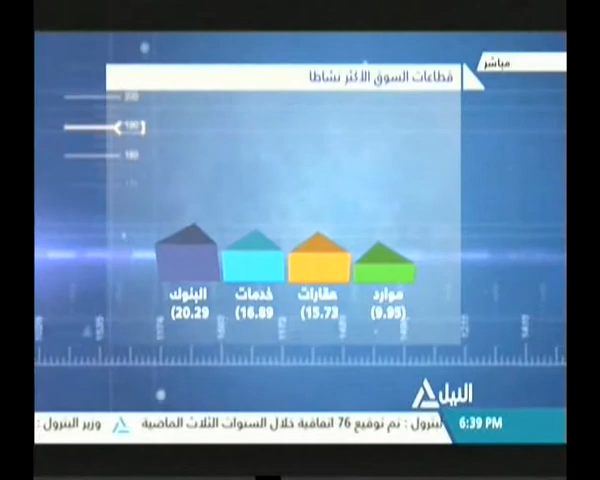 مباشر
قطاعات السوق الأكثر نشاطا
200
190
180
البنوك خدمات عقارات موارد
(20.29 (16.89 (15.73 (9.95)
النيل
وزير البترول :
لبترول : تم توقيع 76 اتفاقية خلال السنوات الثلاث الماضية
6:39 PM